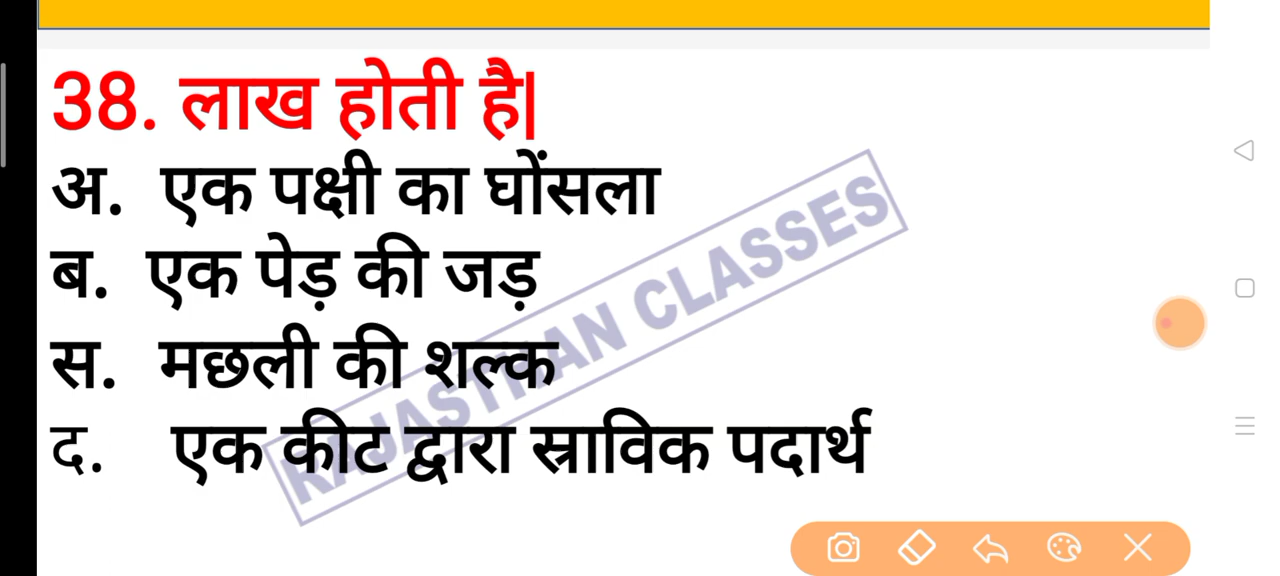 38. लाख होती है|
अ. एक पक्षी का घोंसला
ब. एक पेड़ की जड़
स. मछली की शल्क
द. एक कीट द्वारा स्राविक पदार्थ
RAJASTHAN CLASSES